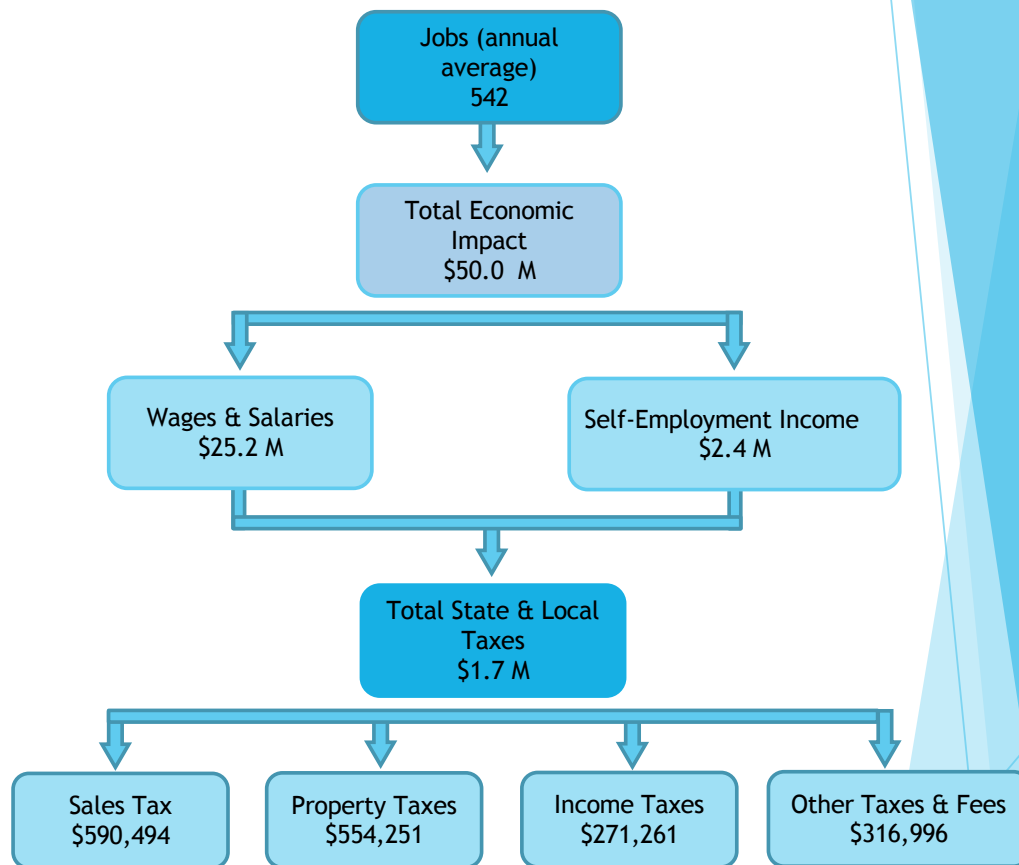 Jobs (annual
average)
542
Total Economic
Impact
$50.0 M
Wages & Salaries
$25.2 M
Self-Employment Income
$2.4 M
Total State & Local
Taxes
$1.7 M
Sales Tax
$590,494
Property Taxes
$554,251
Income Taxes
$271,261
Other Taxes & Fees
$316,996